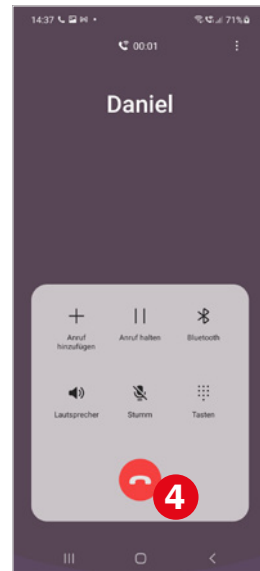 14:37 71%
00:01
Daniel
Anruf hinzufügen Anruf halten Bluetooth
Lautsprecher Stumm Tasten
4